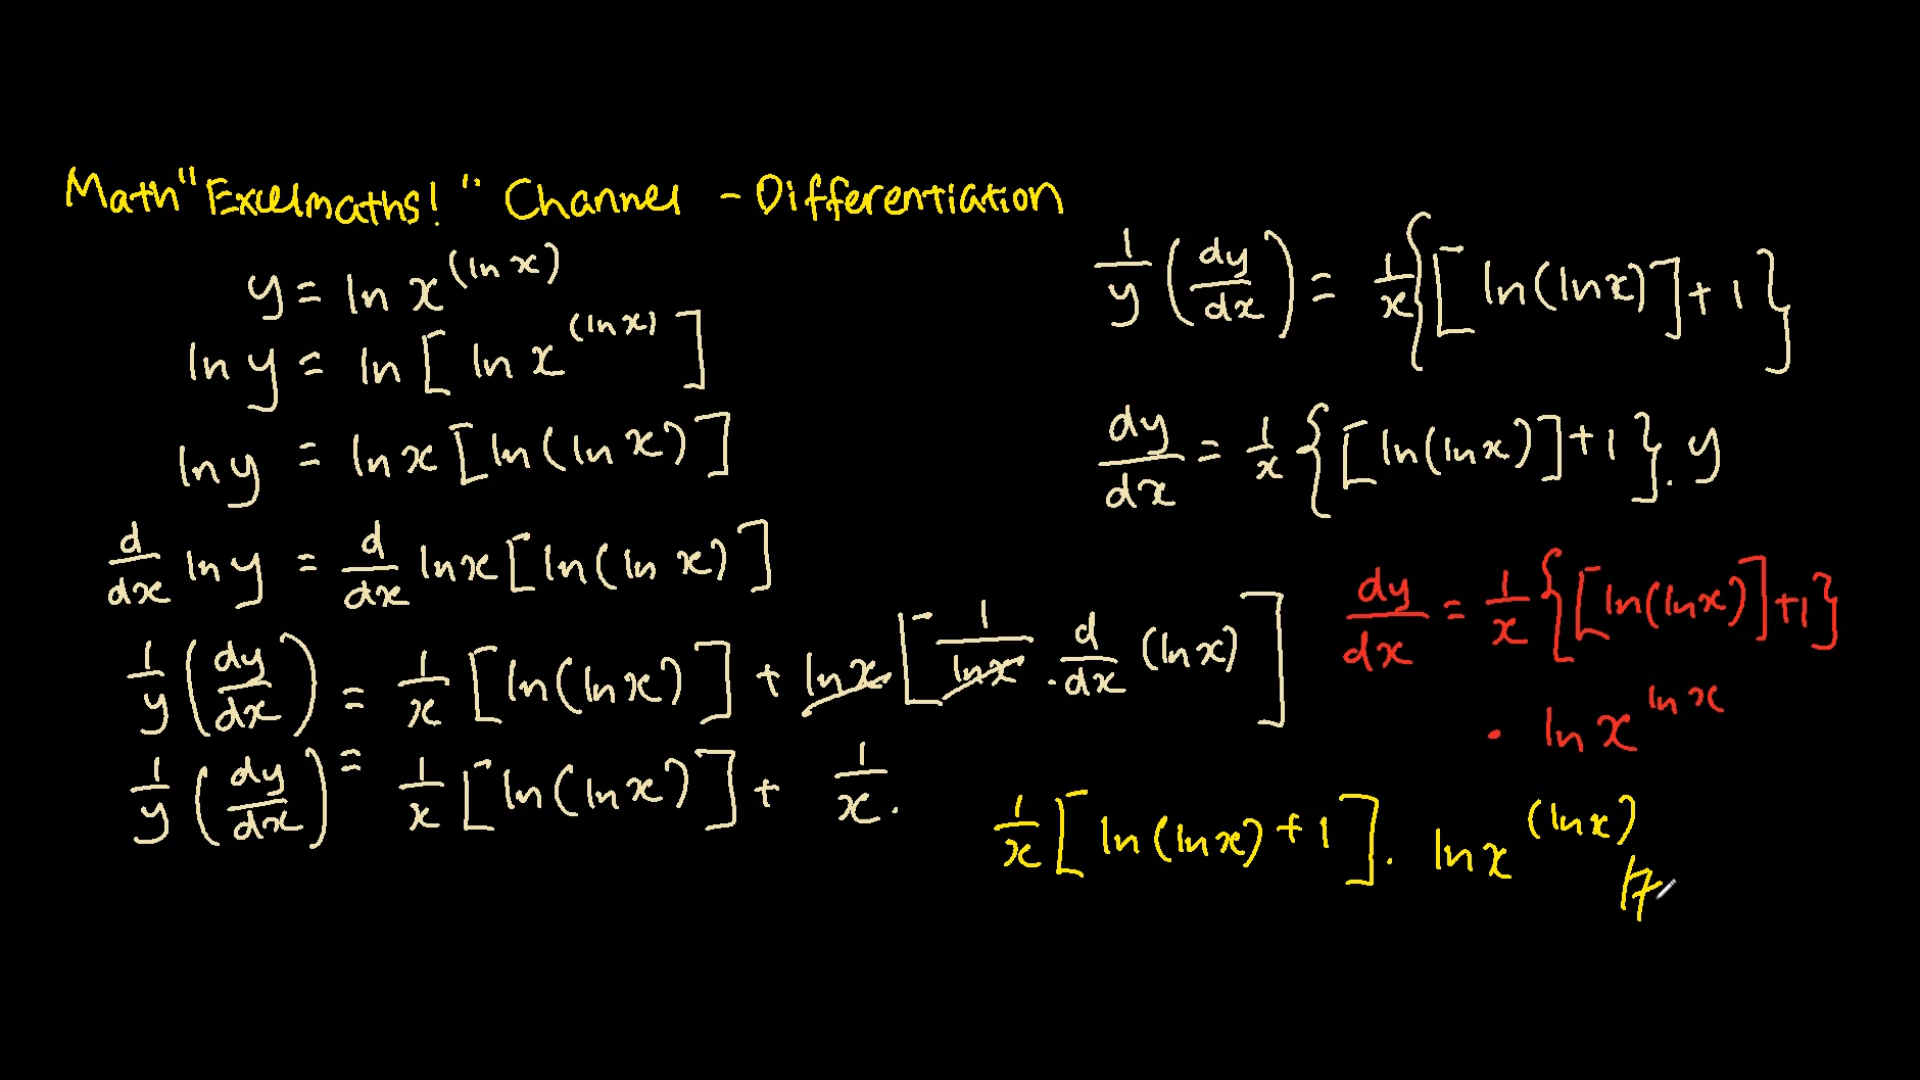 Math "Excelmaths!" Channel - Differentiation
y = ln x^(ln x)
ln y = ln [ ln x^(ln x) ]
ln y = ln x [ ln (ln x) ]
d/dx ln y = d/dx ln x [ ln (ln x) ]
1/y (dy/dx) = 1/x [ ln (ln x) ] + ln x [ 1/ln x . d/dx (ln x) ]
1/y (dy/dx) = 1/x [ ln (ln x) ] + 1/x .
1/y (dy/dx) = 1/x { [ ln (ln x) ] + 1 }
dy/dx = 1/x { [ ln (ln x) ] + 1 } . y
dy/dx = 1/x { [ ln (ln x) ] + 1 }
• ln x^ln x
1/x [ ln (ln x) + 1 ] . ln x^(ln x)